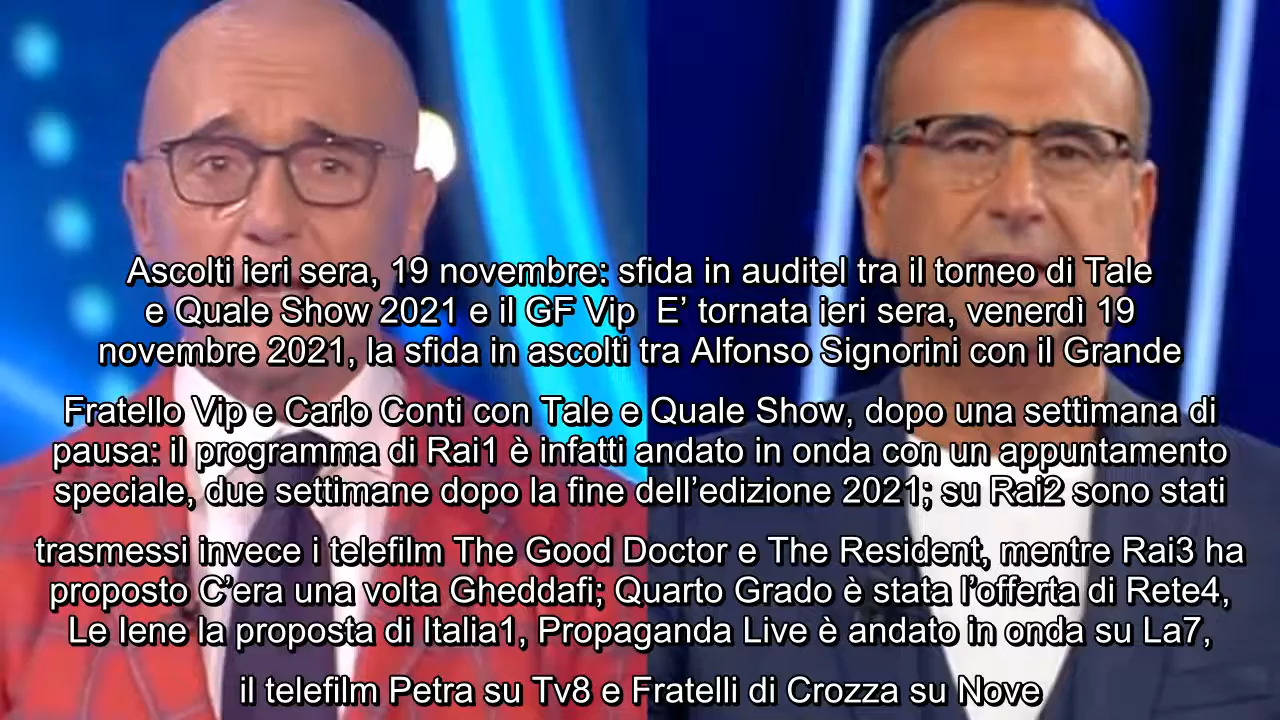 Ascolti ieri sera, 19 novembre: sfida in auditel tra il torneo di Tale
e Quale Show 2021 e il GF Vip  E’ tornata ieri sera, venerdì 19
novembre 2021, la sfida in ascolti tra Alfonso Signorini con il Grande
Fratello Vip e Carlo Conti con Tale e Quale Show, dopo una settimana di
pausa: il programma di Rai1 è infatti andato in onda con un appuntamento
speciale, due settimane dopo la fine dell’edizione 2021; su Rai2 sono stati
trasmessi invece i telefilm The Good Doctor e The Resident, mentre Rai3 ha
proposto C’era una volta Gheddafi; Quarto Grado è stata l’offerta di Rete4,
Le Iene la proposta di Italia1, Propaganda Live è andato in onda su La7,
il telefilm Petra su Tv8 e Fratelli di Crozza su Nove